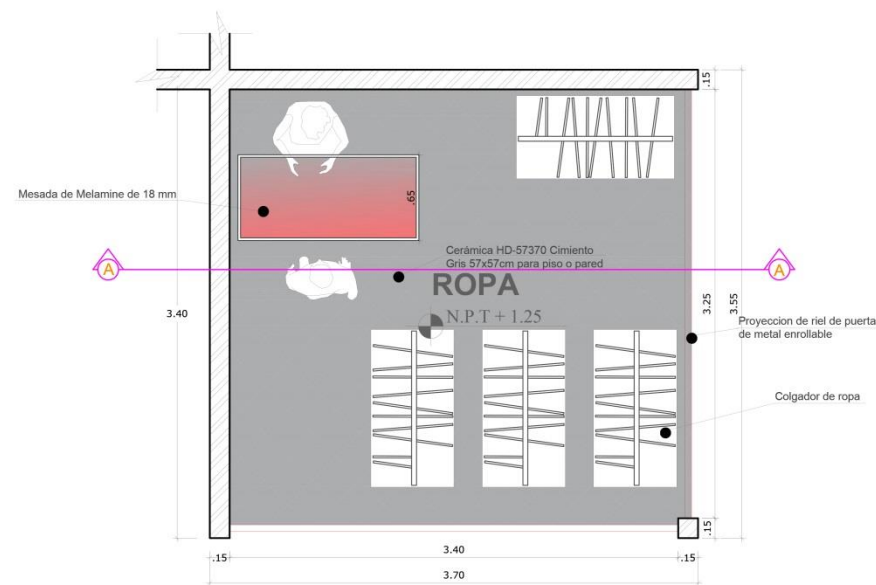 .15
Mesada de Melamine de 18 mm
.65
A
A
Cerámica HD-57370 Cimiento
Gris 57x57cm para piso o pared
ROPA
N.P.T + 1.25
3.40
3.25
3.55
Proyeccion de riel de puerta
de metal enrollable
Colgador de ropa
.15
.15
3.40
.15
3.70